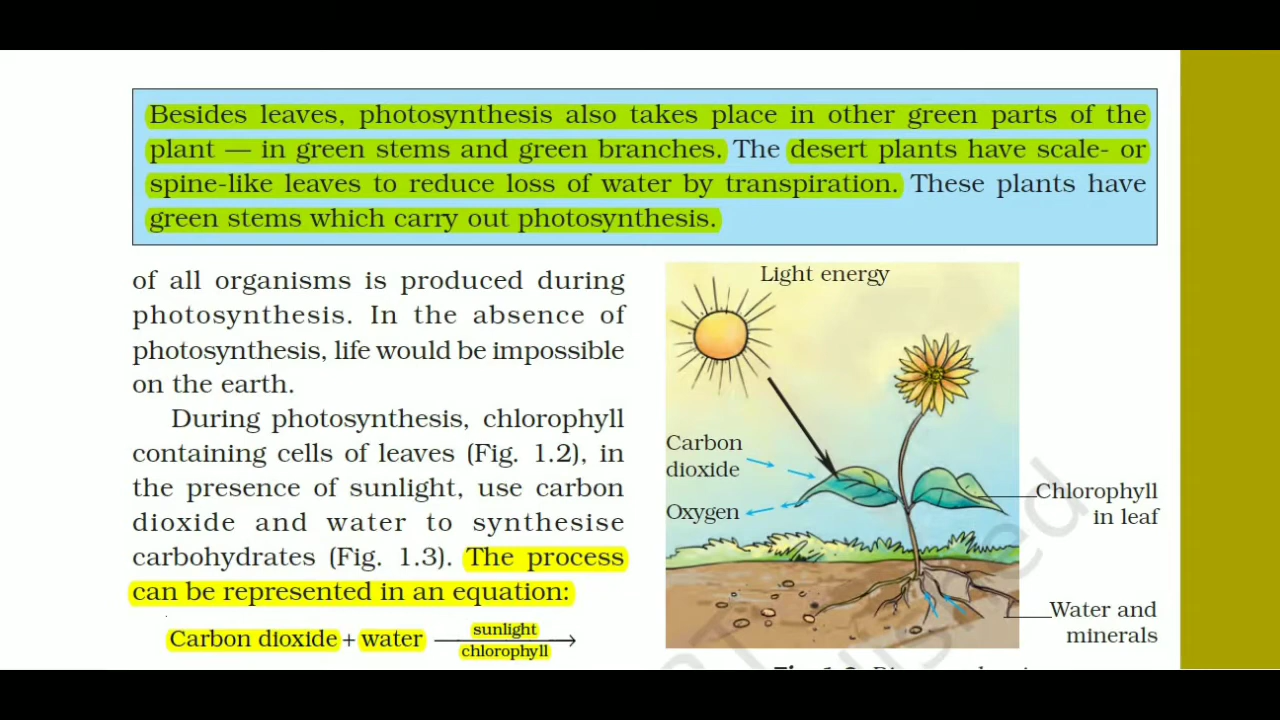 Besides leaves, photosynthesis also takes place in other green parts of the
plant — in green stems and green branches. The desert plants have scale- or
spine-like leaves to reduce loss of water by transpiration. These plants have
green stems which carry out photosynthesis.
of all organisms is produced during
photosynthesis. In the absence of
photosynthesis, life would be impossible
on the earth.
During photosynthesis, chlorophyll
containing cells of leaves (Fig. 1.2), in
the presence of sunlight, use carbon
dioxide and water to synthesise
carbohydrates (Fig. 1.3). The process
can be represented in an equation:
Carbon dioxide + water
sunlight
chlorophyll
Light energy
Carbon
dioxide
Oxygen
Chlorophyll
in leaf
Water and
minerals